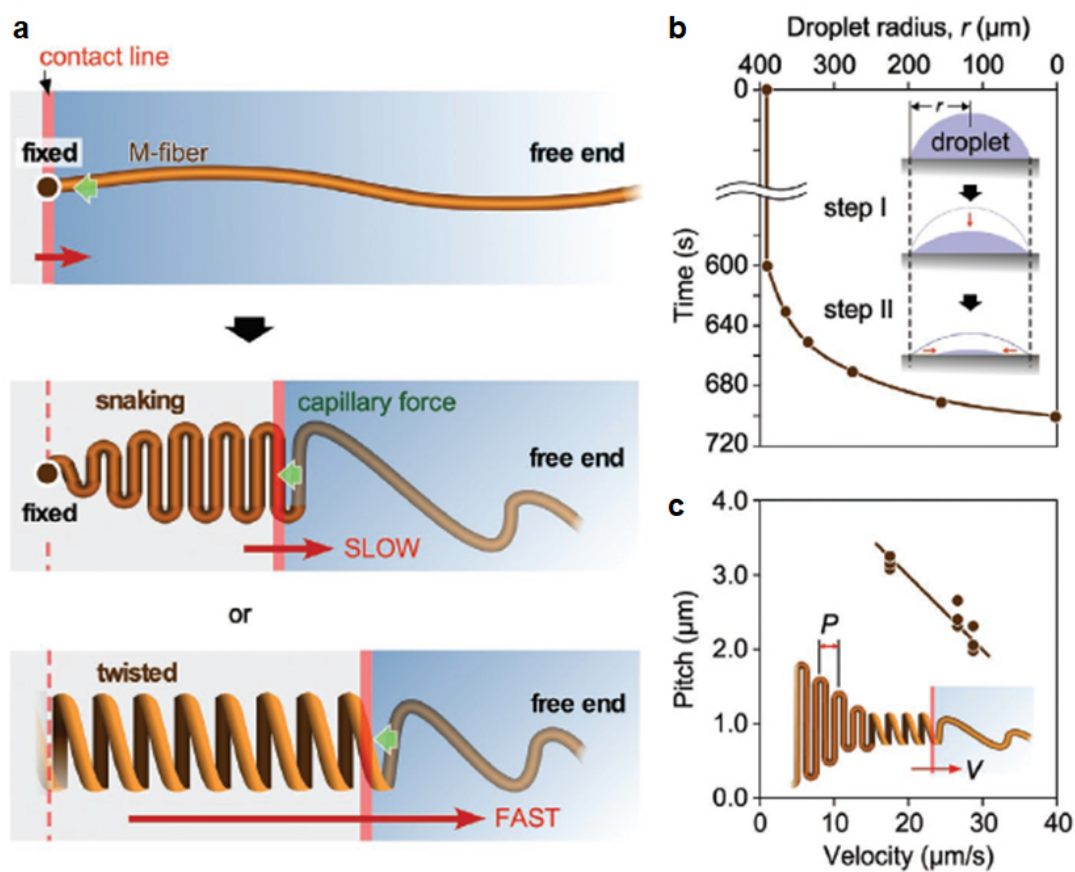 a
contact line
fixed
M-fiber
free end
snaking
capillary force
free end
fixed
SLOW
or
twisted
free end
FAST
b
Droplet radius, r (μm)
400 300 200 100 0
0
r
droplet
step I
600
step II
640
680
720
Time (s)
c
4.0
3.0
P
2.0
1.0
V
0.0
0 10 20 30 40
Pitch (μm)
Velocity (μm/s)